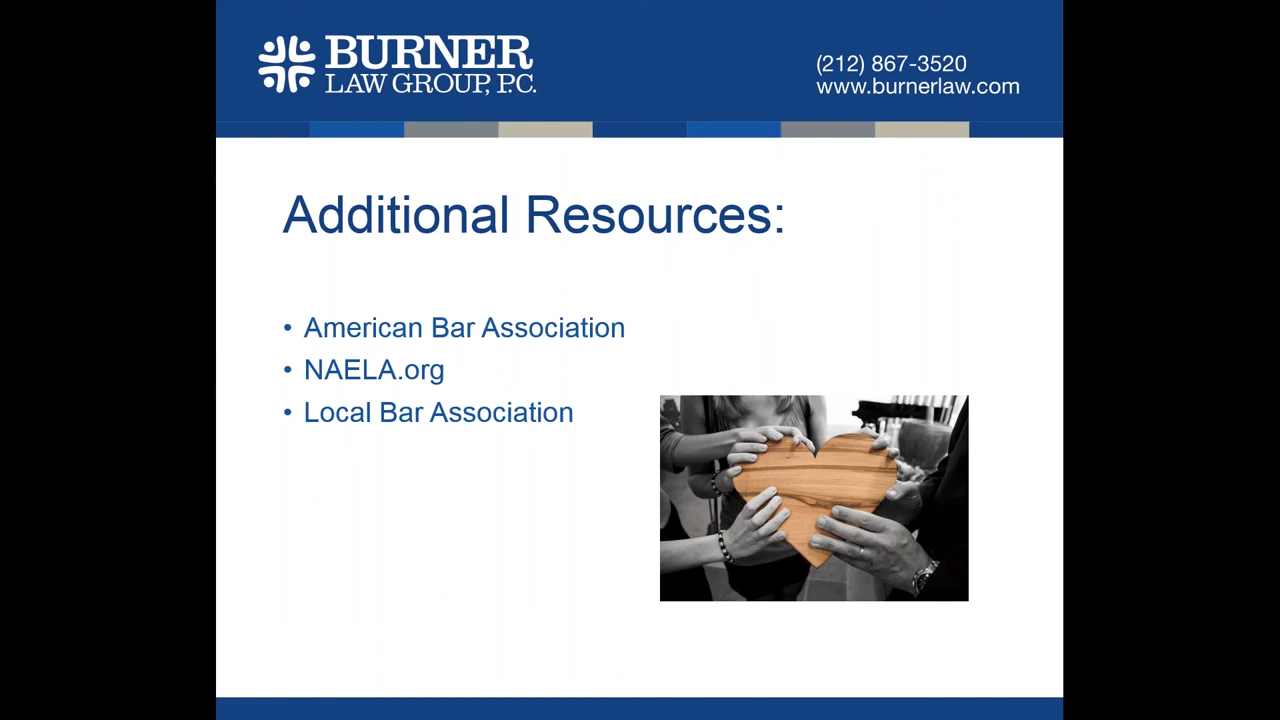 BURNER
LAW GROUP, P.C.
(212) 867-3520
www.burnerlaw.com
Additional Resources:
• American Bar Association
• NAELA.org
• Local Bar Association